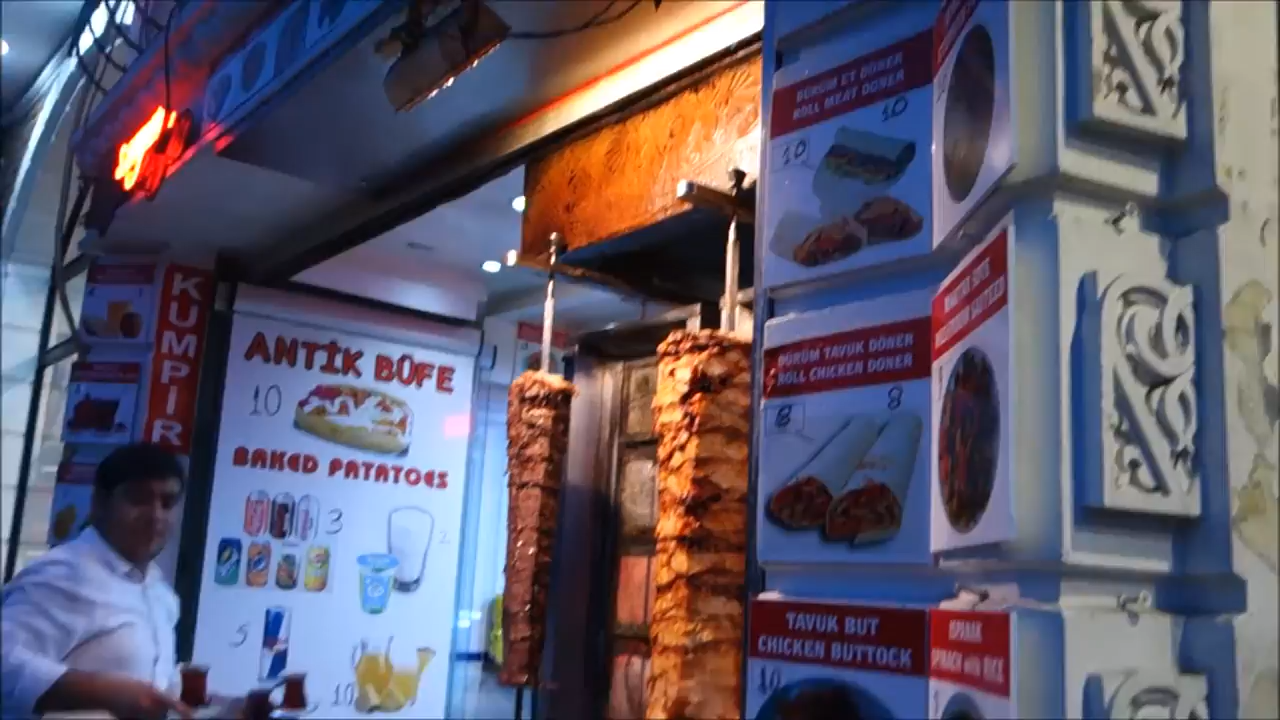 KUMPIR
ANTİK BÜFE
10
BAKED PATATOES
3
2
5
10
DÜRÜM ET DÖNER
ROLL MEAT DONER
10
10
DÜRÜM TAVUK DÖNER
ROLL CHICKEN DONER
8
8
TAVUK BUT
CHICKEN BUTTOCK
10
ISPANAK
SPINACH with RICE